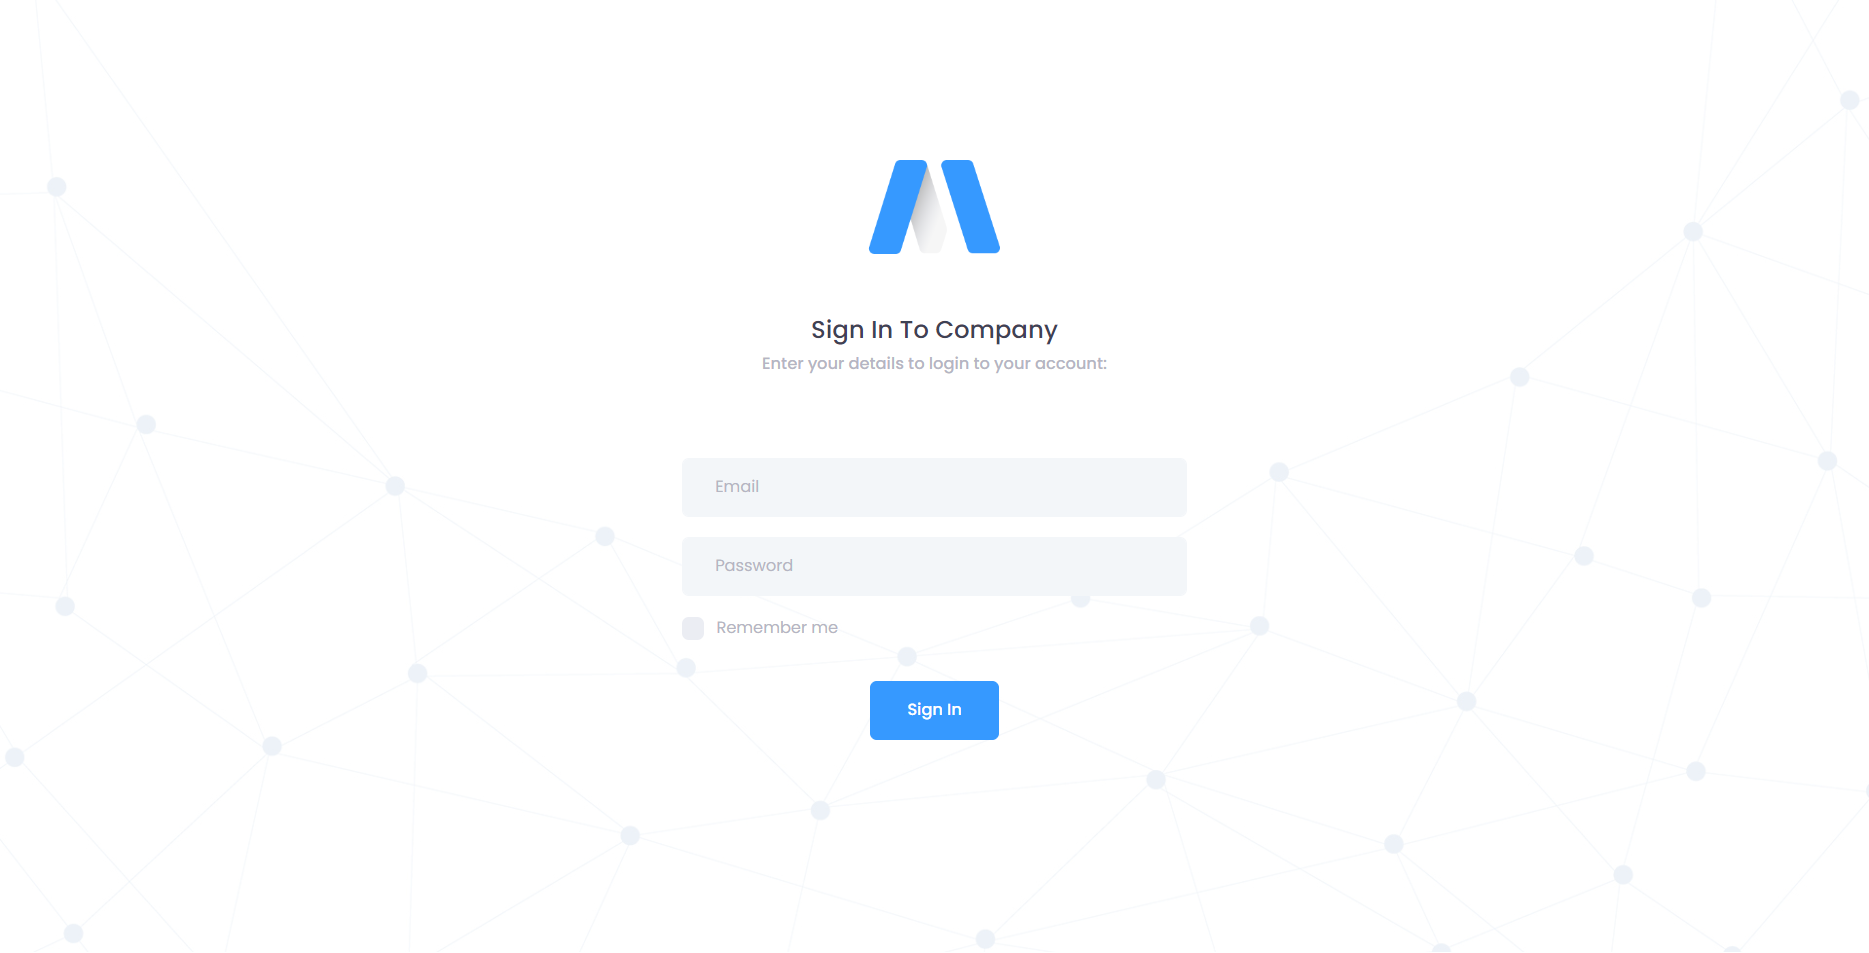 Sign In To Company
Enter your details to login to your account:
Email
Password
Remember me
Sign In